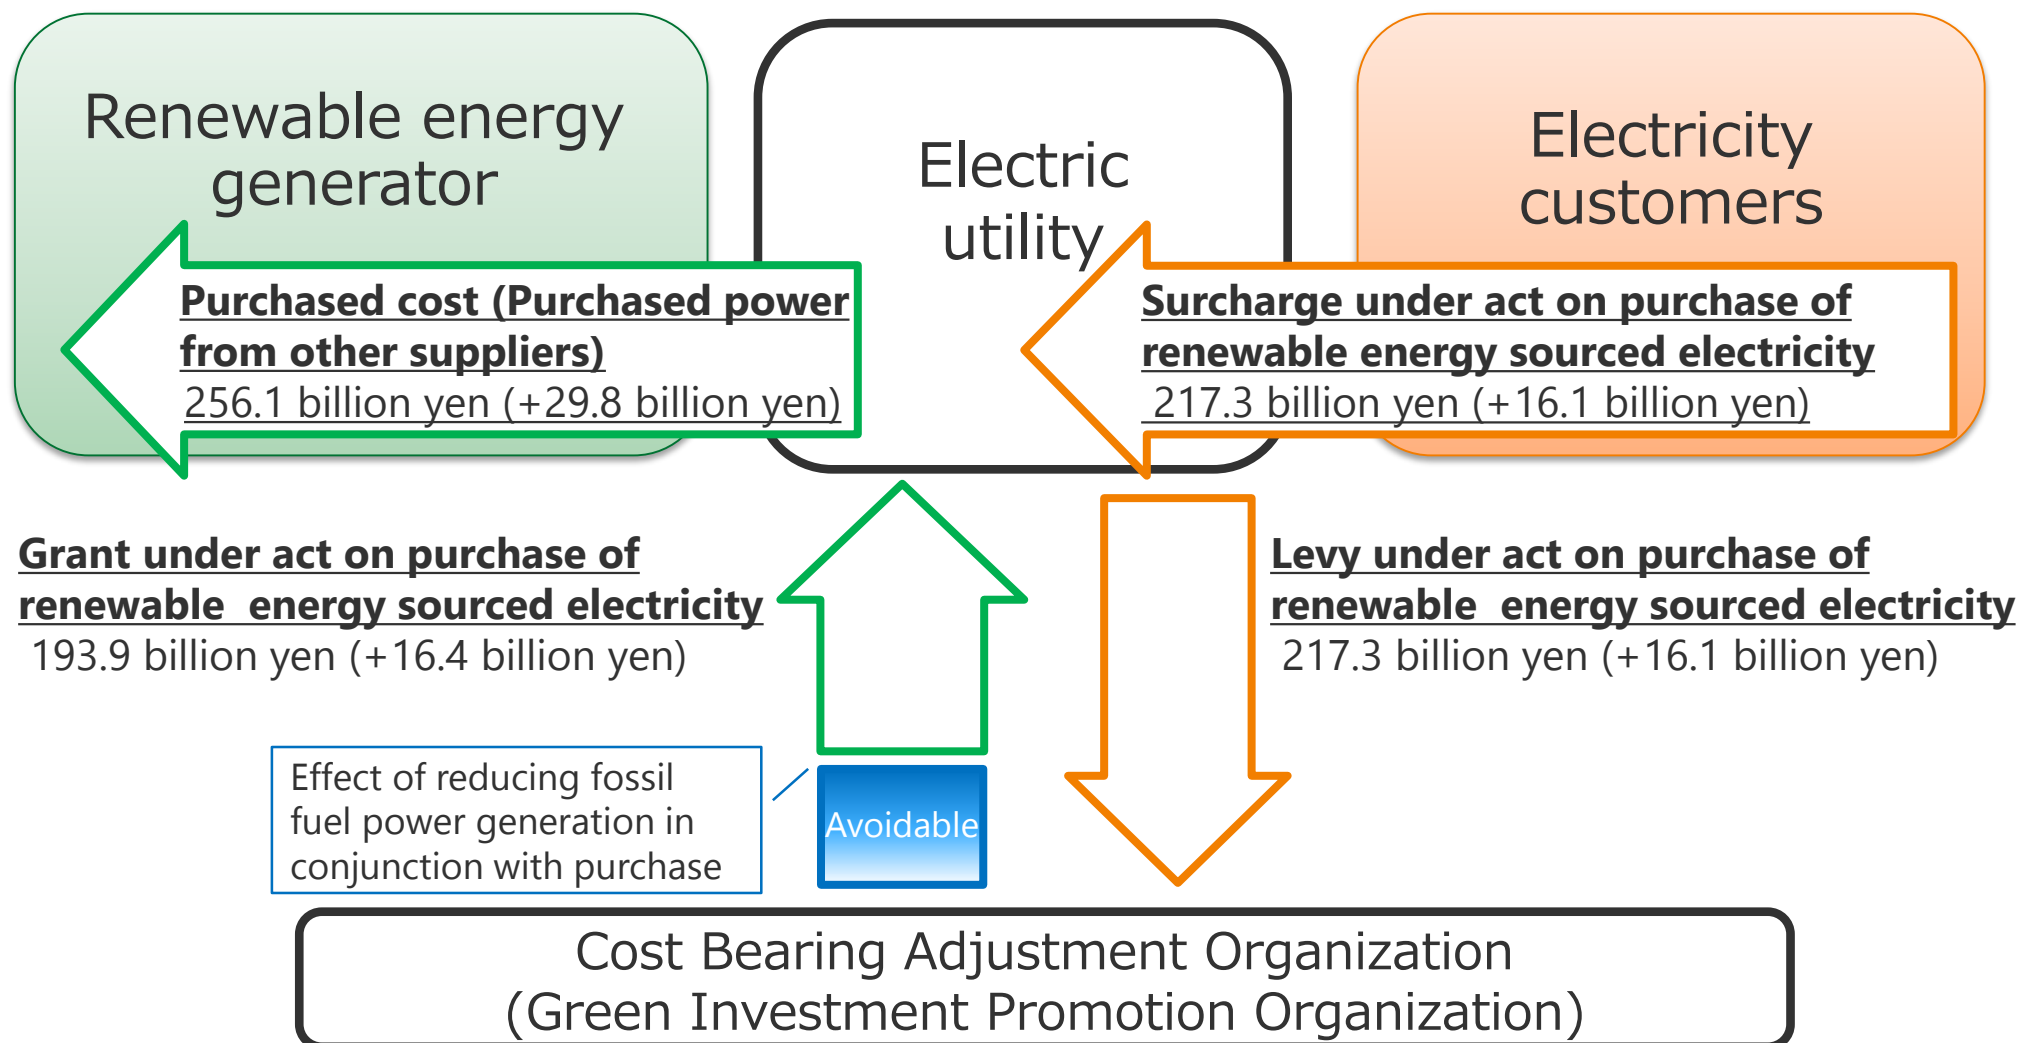 Renewable energy
generator
Electric
utility
Electricity
customers
Purchased cost (Purchased power
from other suppliers)
256.1 billion yen (+29.8 billion yen)
Surcharge under act on purchase of
renewable energy sourced electricity
217.3 billion yen (+16.1 billion yen)
Grant under act on purchase of
renewable energy sourced electricity
193.9 billion yen (+16.4 billion yen)
Levy under act on purchase of
renewable energy sourced electricity
217.3 billion yen (+16.1 billion yen)
Effect of reducing fossil
fuel power generation in
conjunction with purchase
Avoidable
Cost Bearing Adjustment Organization
(Green Investment Promotion Organization)